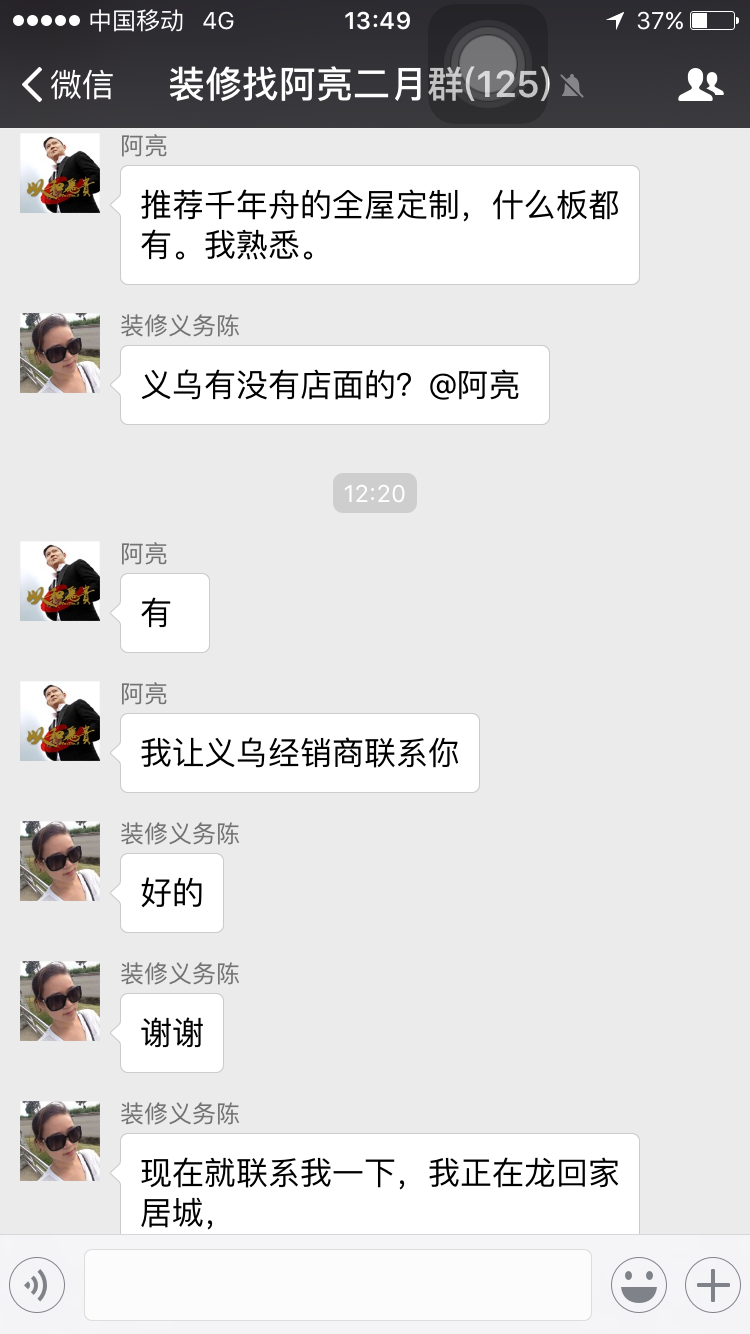 中国移动 4G 13:49 37%
微信 装修找阿亮二月群(125)
阿亮
推荐千年舟的全屋定制，什么板都
有。我熟悉。
装修义务陈
义乌有没有店面的？@阿亮
12:20
阿亮
有
阿亮
我让义乌经销商联系你
装修义务陈
好的
装修义务陈
谢谢
装修义务陈
现在就联系我一下，我正在龙回家
居城，